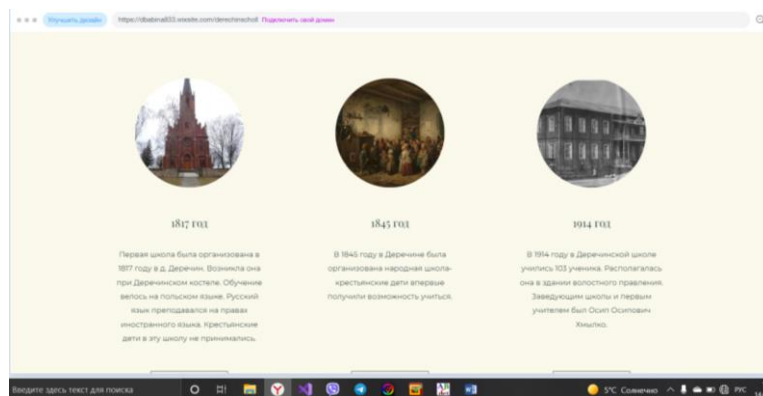 Улучшить дизайн
https://dbabina933.wixsite.com/derechinscholl Подключить свой домен
1817 год
Первая школа была организована в
1817 году в д. Деречин. Возникла она
при Деречинском костеле. Обучение
велось на польском языке. Русский
язык преподавался на правах
иностранного языка. Крестьянские
дети в эту школу не принимались.
1845 год
В 1845 году в Деречине была
организована народная школа-
крестьянские дети впервые
получили возможность учиться.
1914 год
В 1914 году в Деречинской школе
учились 103 ученика. Располагалась
она в здании волостного правления.
Заведующим школы и первым
учителем был Осип Осипович
Хмылко.
Введите здесь текст для поиска
5°C Солнечно
РУС